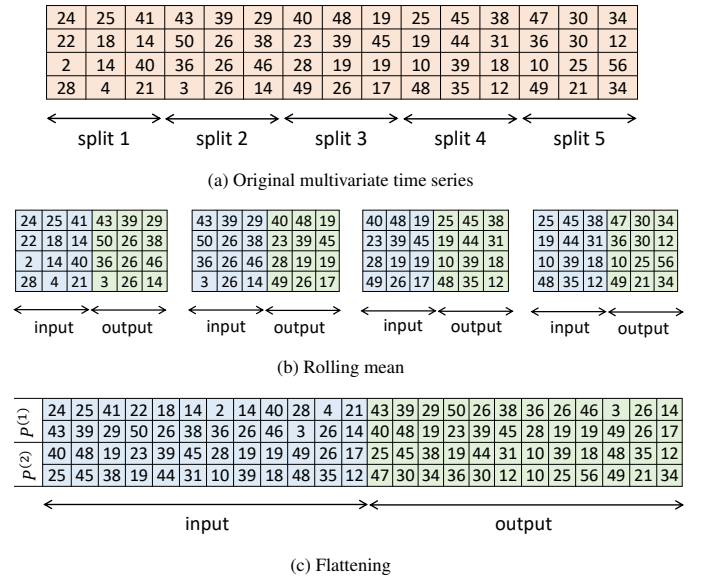 24 25 41 43 39 29 40 48 19 25 45 38 47 30 34
22 18 14 50 26 38 23 39 45 19 44 31 36 30 12
2 14 40 36 26 46 28 19 19 10 39 18 10 25 56
28 4 21 3 26 14 49 26 17 48 35 12 49 21 34
split 1 split 2 split 3 split 4 split 5
(a) Original multivariate time series
24 25 41 43 39 29 43 39 29 40 48 19 40 48 19 25 45 38 25 45 38 47 30 34
22 18 14 50 26 38 50 26 38 23 39 45 23 39 45 19 44 31 19 44 31 36 30 12
2 14 40 36 26 46 36 26 46 28 19 19 28 19 19 10 39 18 10 39 18 10 25 56
28 4 21 3 26 14 3 26 14 49 26 17 49 26 17 48 35 12 48 35 12 49 21 34
input output input output input output input output
(b) Rolling mean
P(1) 24 25 41 22 18 14 2 14 40 28 4 21 43 39 29 50 26 38 36 26 46 3 26 14
43 39 29 50 26 38 36 26 46 3 26 14 40 48 19 23 39 45 28 19 19 49 26 17
P(2) 40 48 19 23 39 45 28 19 19 49 26 17 25 45 38 19 44 31 10 39 18 48 35 12
25 45 38 19 44 31 10 39 18 48 35 12 47 30 34 36 30 12 10 25 56 49 21 34
input output
(c) Flattening